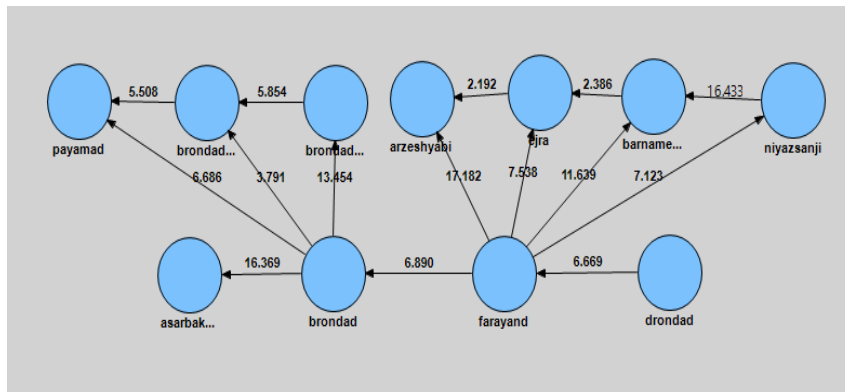 5.508 5.854 2.192 2.386 16.433
payamad brondad... brondad... arzeshyabi ejra barname... niyazsanji
6.686 3.791 13.454 17.182 7.538 11.639 7.123
16.369 6.890 6.669
asarbak... brondad farayand drondad